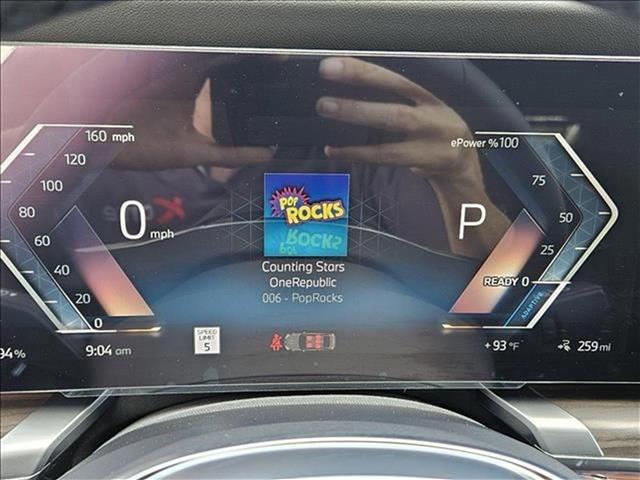 160 mph
120
100
80
60
40
20
0
0 mph
POP
ROCKS
Counting Stars
OneRepublic
006 - PopRocks
ePower %100
75
50
25
READY 0
ADAPTIVE
P
94%
9:04 am
SPEED
LIMIT
5
+93 °F
259 mi